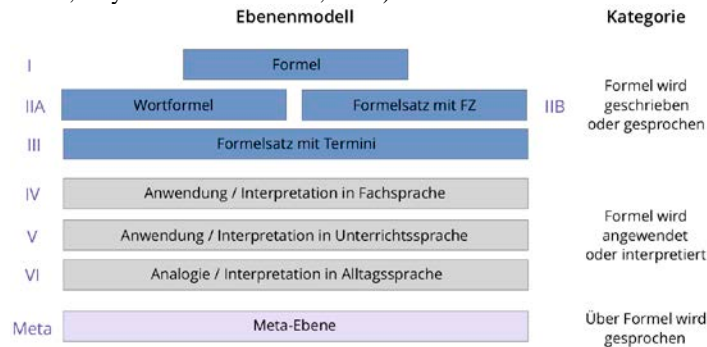 Ebenenmodell Kategorie
I Formel
IIA Wortformel Formelsatz mit FZ IIB
III Formelsatz mit Termini
Formel wird
geschrieben
oder gesprochen
IV Anwendung / Interpretation in Fachsprache
V Anwendung / Interpretation in Unterrichtssprache
VI Analogie / Interpretation in Alltagssprache
Formel wird
angewendet
oder interpretiert
Meta Meta-Ebene
Über Formel wird
gesprochen